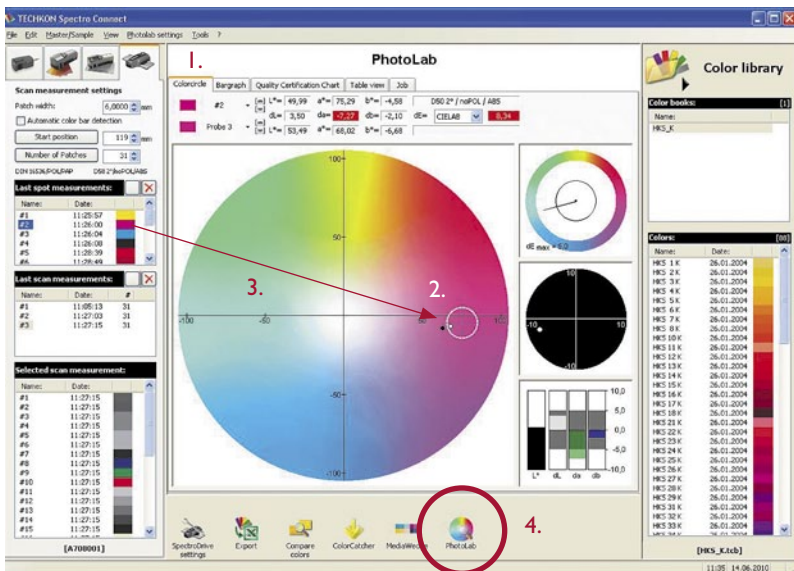 TECHKON Spectro Connect
File Edit Master/Sample View Photolab settings Tools ?
Scan measurement settings
Patch width: 6,0000 mm
Automatic color bar detection
Start position 119 mm
Number of Patches 31
DIN 16536/POL/PAP D50 2°/noPOL/ABS
Last spot measurements:
Name: Date:
#1 11:25:57
#2 11:26:00
#3 11:26:04
#4 11:26:08
#5 11:28:39
#6 11:28:49
Last scan measurements:
Name: Date: #
#1 11:05:13 31
#2 11:27:03 31
#3 11:27:15 31
Selected scan measurement:
Name: Date:
#1 11:27:15
#2 11:27:15
#3 11:27:15
#4 11:27:15
#5 11:27:15
#6 11:27:15
#7 11:27:15
#8 11:27:15
#9 11:27:15
#10 11:27:15
#11 11:27:15
#12 11:27:15
#13 11:27:15
#14 11:27:15
#15 11:27:15
[A708001]
1.
PhotoLab
Colorcircle Bargraph Quality Certification Chart Table view Job
#2 L*= 49,99 a*= 75,29 b*= -4,58 D50 2° / noPOL / ABS
dL= 3,50 da= -7,27 db= -2,10 dE= CIELAB 8,34
Probe 3 L*= 53,49 a*= 68,02 b*= -6,68
100
50
-100 -50 50 100
-50
-100
2.
3.
dE max = 5,0
10
-10 10
-10
10,0
5,0
0,0
-5,0
-10,0
L* dL da db
SpectroDrive settings
Export
Compare colors
ColorCatcher
MediaWedge
PhotoLab
4.
Color library
Color books: [1]
Name:
HKS_K
Colors: [88]
Name: Date:
HKS 1 K 26.01.2004
HKS 2 K 26.01.2004
HKS 3 K 26.01.2004
HKS 4 K 26.01.2004
HKS 5 K 26.01.2004
HKS 6 K 26.01.2004
HKS 7 K 26.01.2004
HKS 8 K 26.01.2004
HKS 10 K 26.01.2004
HKS 11 K 26.01.2004
HKS 12 K 26.01.2004
HKS 13 K 26.01.2004
HKS 14 K 26.01.2004
HKS 15 K 26.01.2004
HKS 16 K 26.01.2004
HKS 17 K 26.01.2004
HKS 18 K 26.01.2004
HKS 21 K 26.01.2004
HKS 22 K 26.01.2004
HKS 23 K 26.01.2004
HKS 24 K 26.01.2004
HKS 25 K 26.01.2004
HKS 26 K 26.01.2004
HKS 27 K 26.01.2004
HKS 29 K 26.01.2004
HKS 31 K 26.01.2004
HKS 32 K 26.01.2004
HKS 33 K 26.01.2004
[HKS_K.tcb]
11:35 14.06.2010